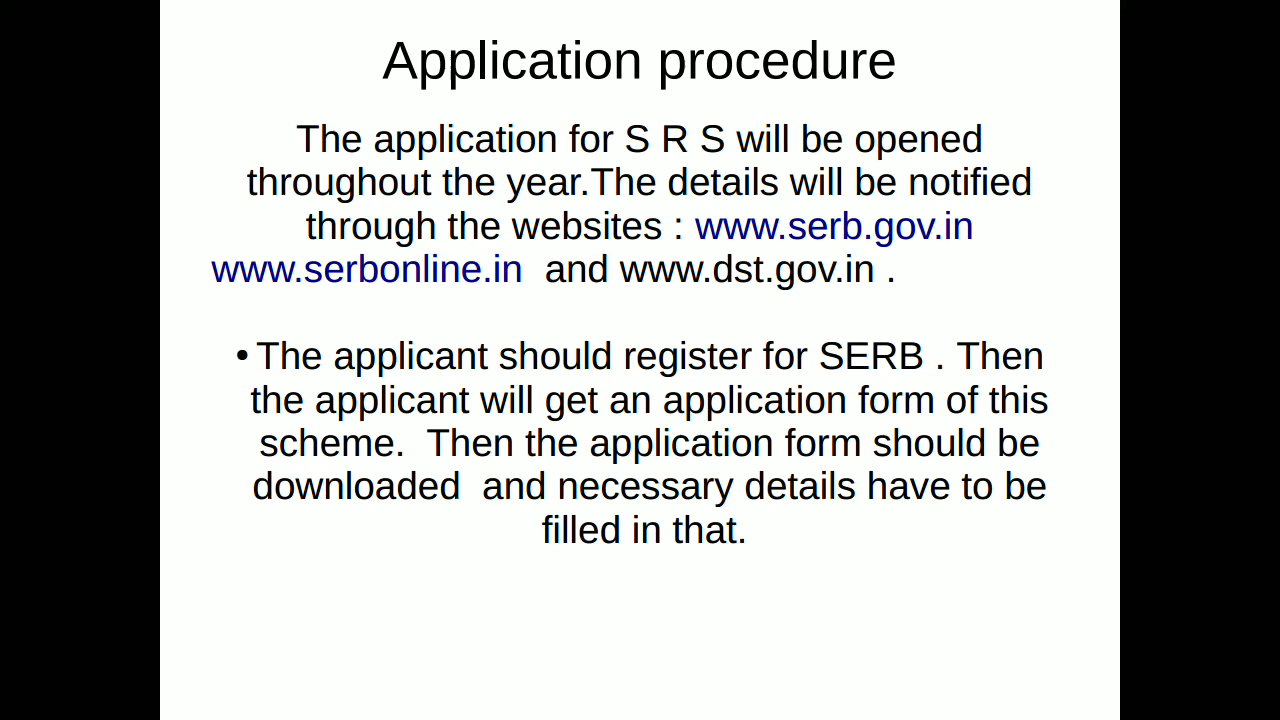 Application procedure
The application for S R S will be opened
throughout the year.The details will be notified
through the websites : www.serb.gov.in
www.serbonline.in  and www.dst.gov.in .
• The applicant should register for SERB . Then
the applicant will get an application form of this
scheme.  Then the application form should be
downloaded  and necessary details have to be
filled in that.